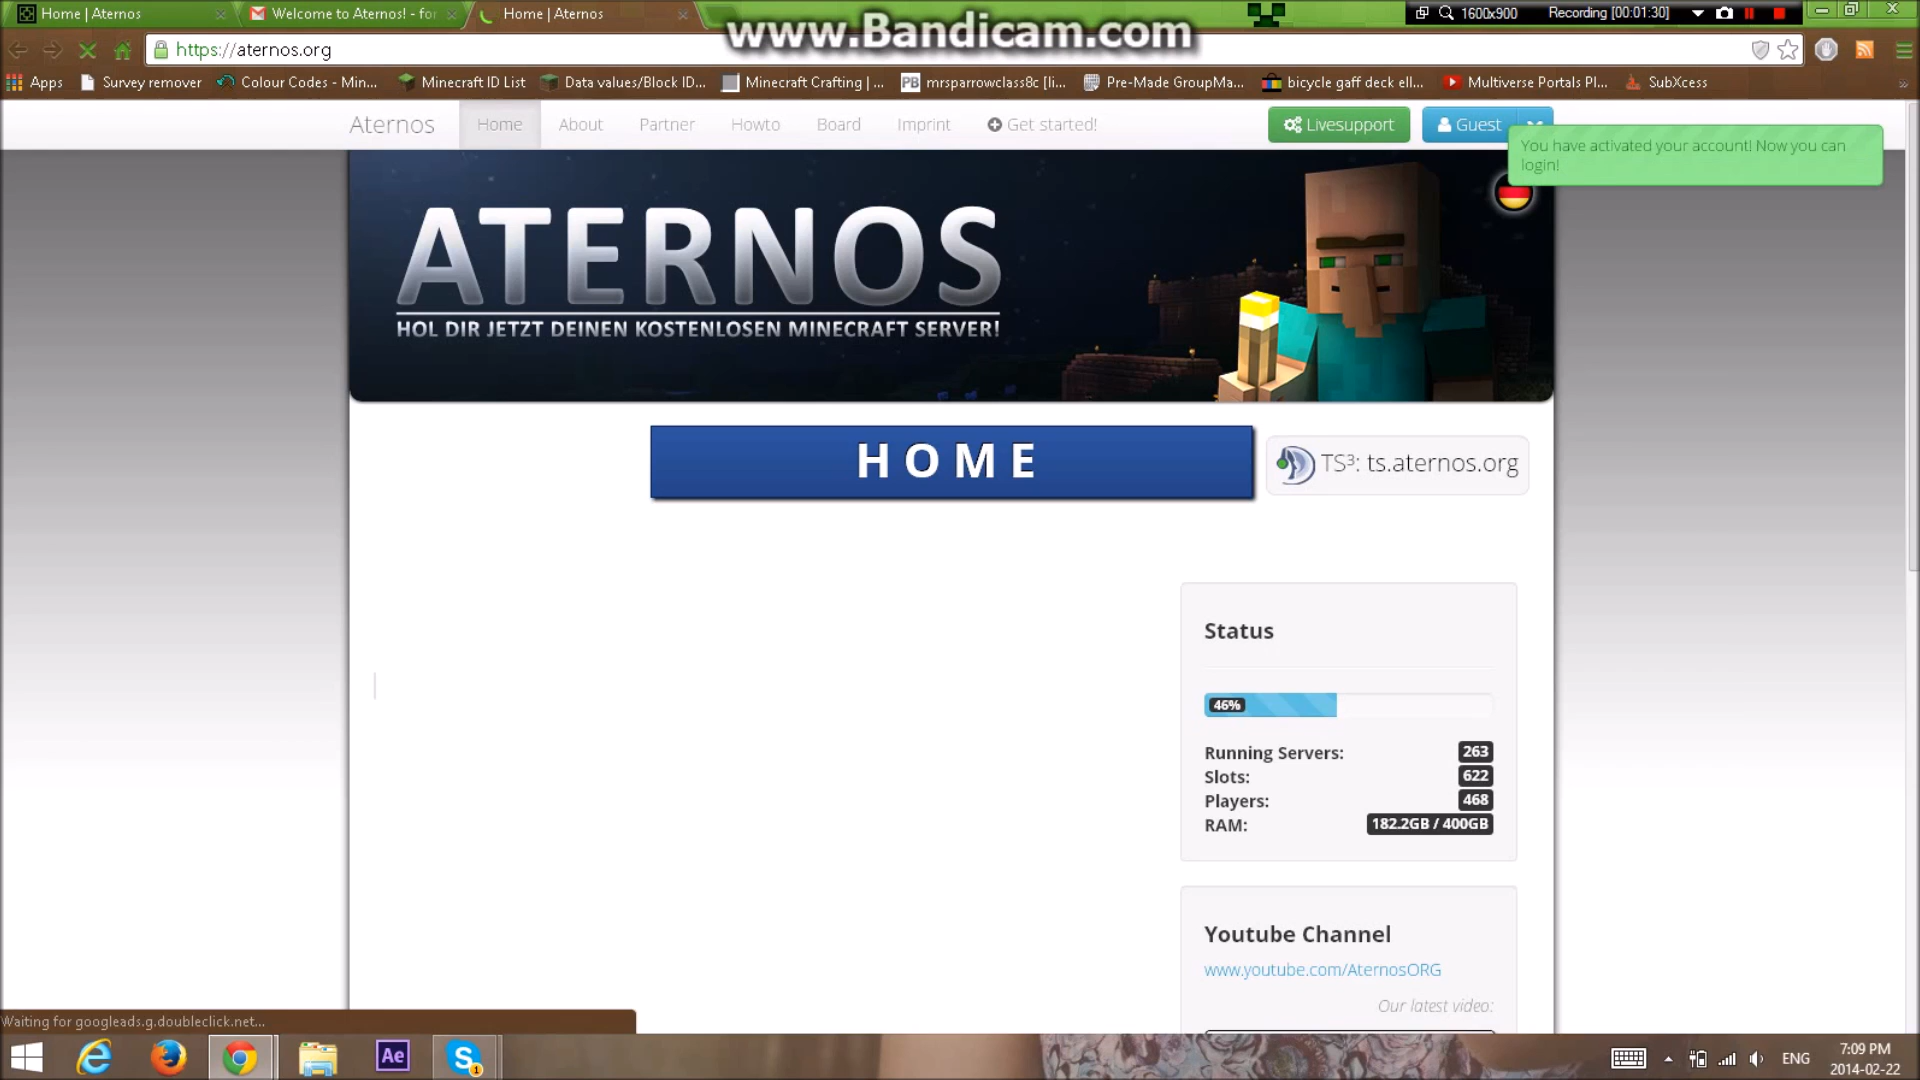 Home | Aternos
Welcome to Aternos! - for
Home | Aternos
www.Bandicam.com
1600x900
Recording [00:01:30]
https://aternos.org
Apps
Survey remover
Colour Codes - Min...
Minecraft ID List
Data values/Block ID...
Minecraft Crafting | ...
PB
mrsparrowclass8c [li...
Pre-Made GroupMa...
bicycle gaff deck ell...
Multiverse Portals Pl...
SubXcess
»
Aternos
Home
About
Partner
Howto
Board
Imprint
Get started!
Livesupport
Guest
You have activated your account! Now you can
login!
ATERNOS
HOL DIR JETZT DEINEN KOSTENLOSEN MINECRAFT SERVER!
HOME
TS³: ts.aternos.org
Status
46%
Running Servers: 263
Slots: 622
Players: 468
RAM: 182.2GB / 400GB
Youtube Channel
www.youtube.com/AternosORG
Our latest video:
Waiting for googleads.g.doubleclick.net...
Ae
1
ENG
7:09 PM
2014-02-22